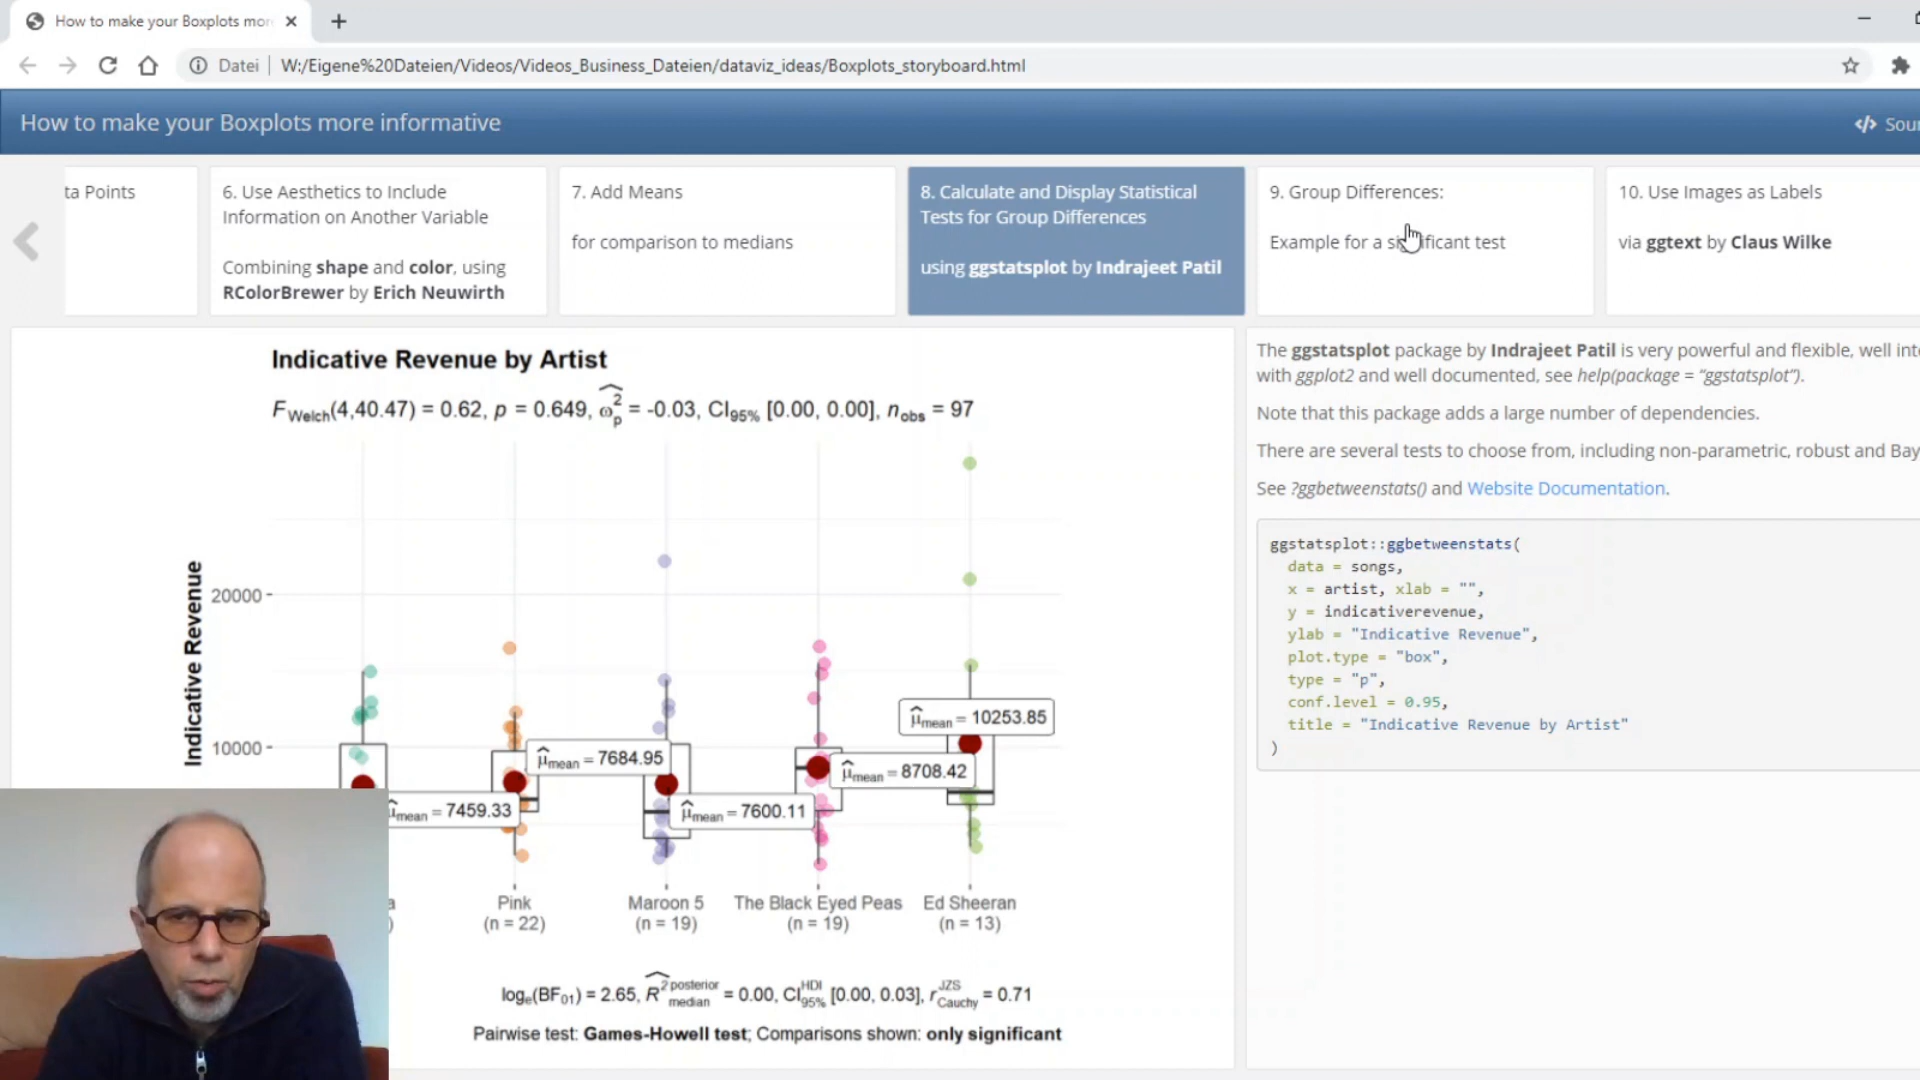 How to make your Boxplots mor
Datei
W:/Eigene%20Dateien/Videos/Videos_Business_Dateien/dataviz_ideas/Boxplots_storyboard.html
How to make your Boxplots more informative
</> Sour
ta Points
6. Use Aesthetics to Include
Information on Another Variable
Combining shape and color, using
RColorBrewer by Erich Neuwirth
7. Add Means
for comparison to medians
8. Calculate and Display Statistical
Tests for Group Differences
using ggstatsplot by Indrajeet Patil
9. Group Differences:
Example for a significant test
10. Use Images as Labels
via ggtext by Claus Wilke
Indicative Revenue by Artist
F Welch(4,40.47) = 0.62, p = 0.649, ω̂²p = -0.03, CI95% [0.00, 0.00], nobs = 97
Indicative Revenue
20000
10000
μ̂mean = 10253.85
μ̂mean = 7684.95
μ̂mean = 8708.42
μ̂mean = 7459.33
μ̂mean = 7600.11
a
)
Pink
(n = 22)
Maroon 5
(n = 19)
The Black Eyed Peas
(n = 19)
Ed Sheeran
(n = 13)
loge(BF01) = 2.65, R̂² posterior median = 0.00, CI HDI 95% [0.00, 0.03], r JZS Cauchy = 0.71
Pairwise test: Games-Howell test; Comparisons shown: only significant
The ggstatsplot package by Indrajeet Patil is very powerful and flexible, well inte
with ggplot2 and well documented, see help(package = “ggstatsplot”).
Note that this package adds a large number of dependencies.
There are several tests to choose from, including non-parametric, robust and Bay
See ?ggbetweenstats() and Website Documentation.
ggstatsplot::ggbetweenstats(
data = songs,
x = artist, xlab = "",
y = indicativerevenue,
ylab = "Indicative Revenue",
plot.type = "box",
type = "p",
conf.level = 0.95,
title = "Indicative Revenue by Artist"
)